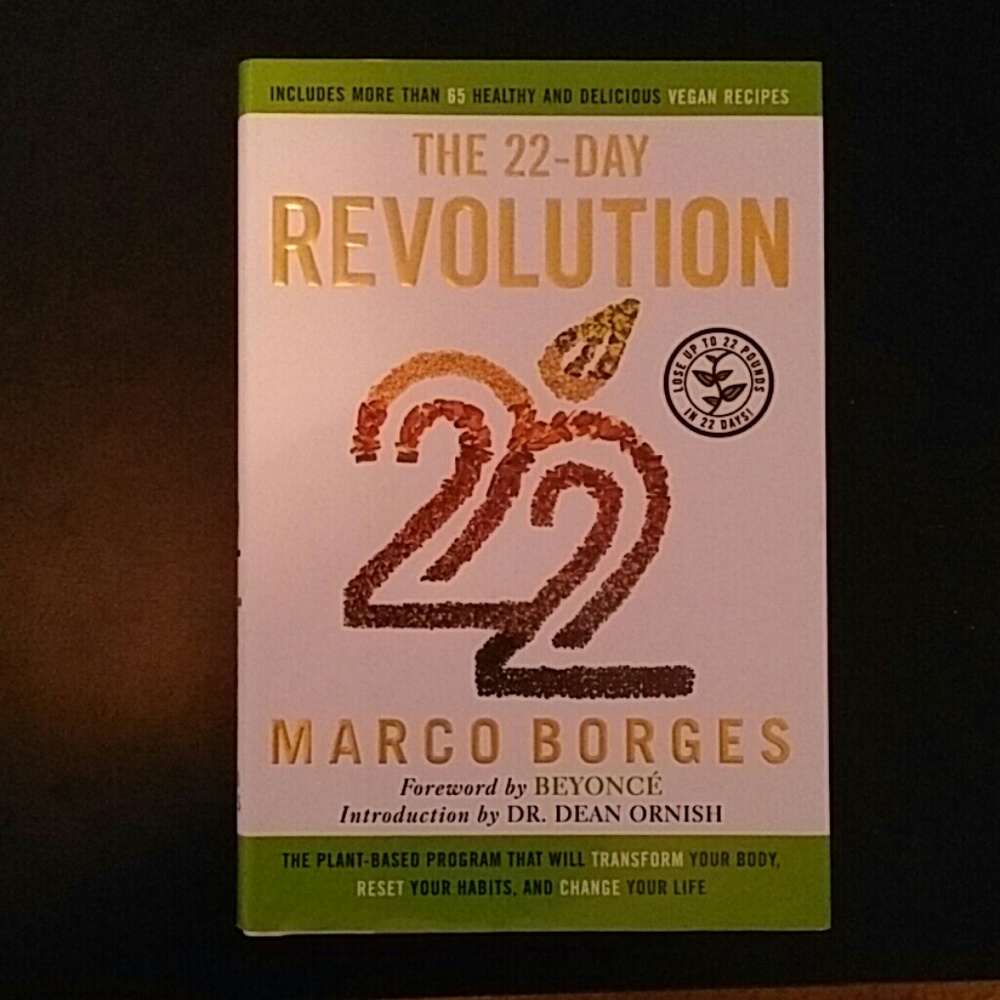 INCLUDES MORE THAN 65 HEALTHY AND DELICIOUS VEGAN RECIPES
THE 22-DAY
REVOLUTION
22
LOSE UP TO 22 POUNDS
IN 22 DAYS!
MARCO BORGES
Foreword by BEYONCÉ
Introduction by DR. DEAN ORNISH
THE PLANT-BASED PROGRAM THAT WILL TRANSFORM YOUR BODY,
RESET YOUR HABITS, AND CHANGE YOUR LIFE